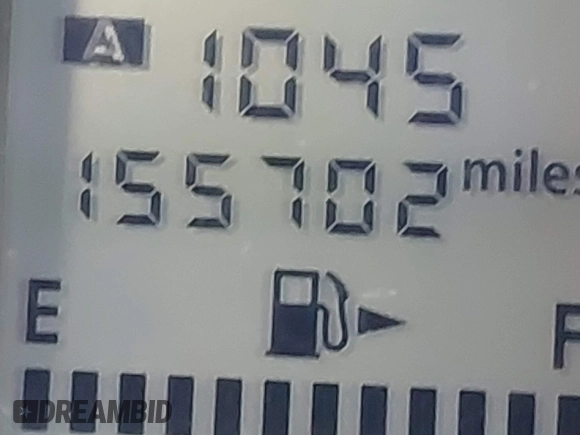 A 1045
155702 miles
E F
DREAMBID